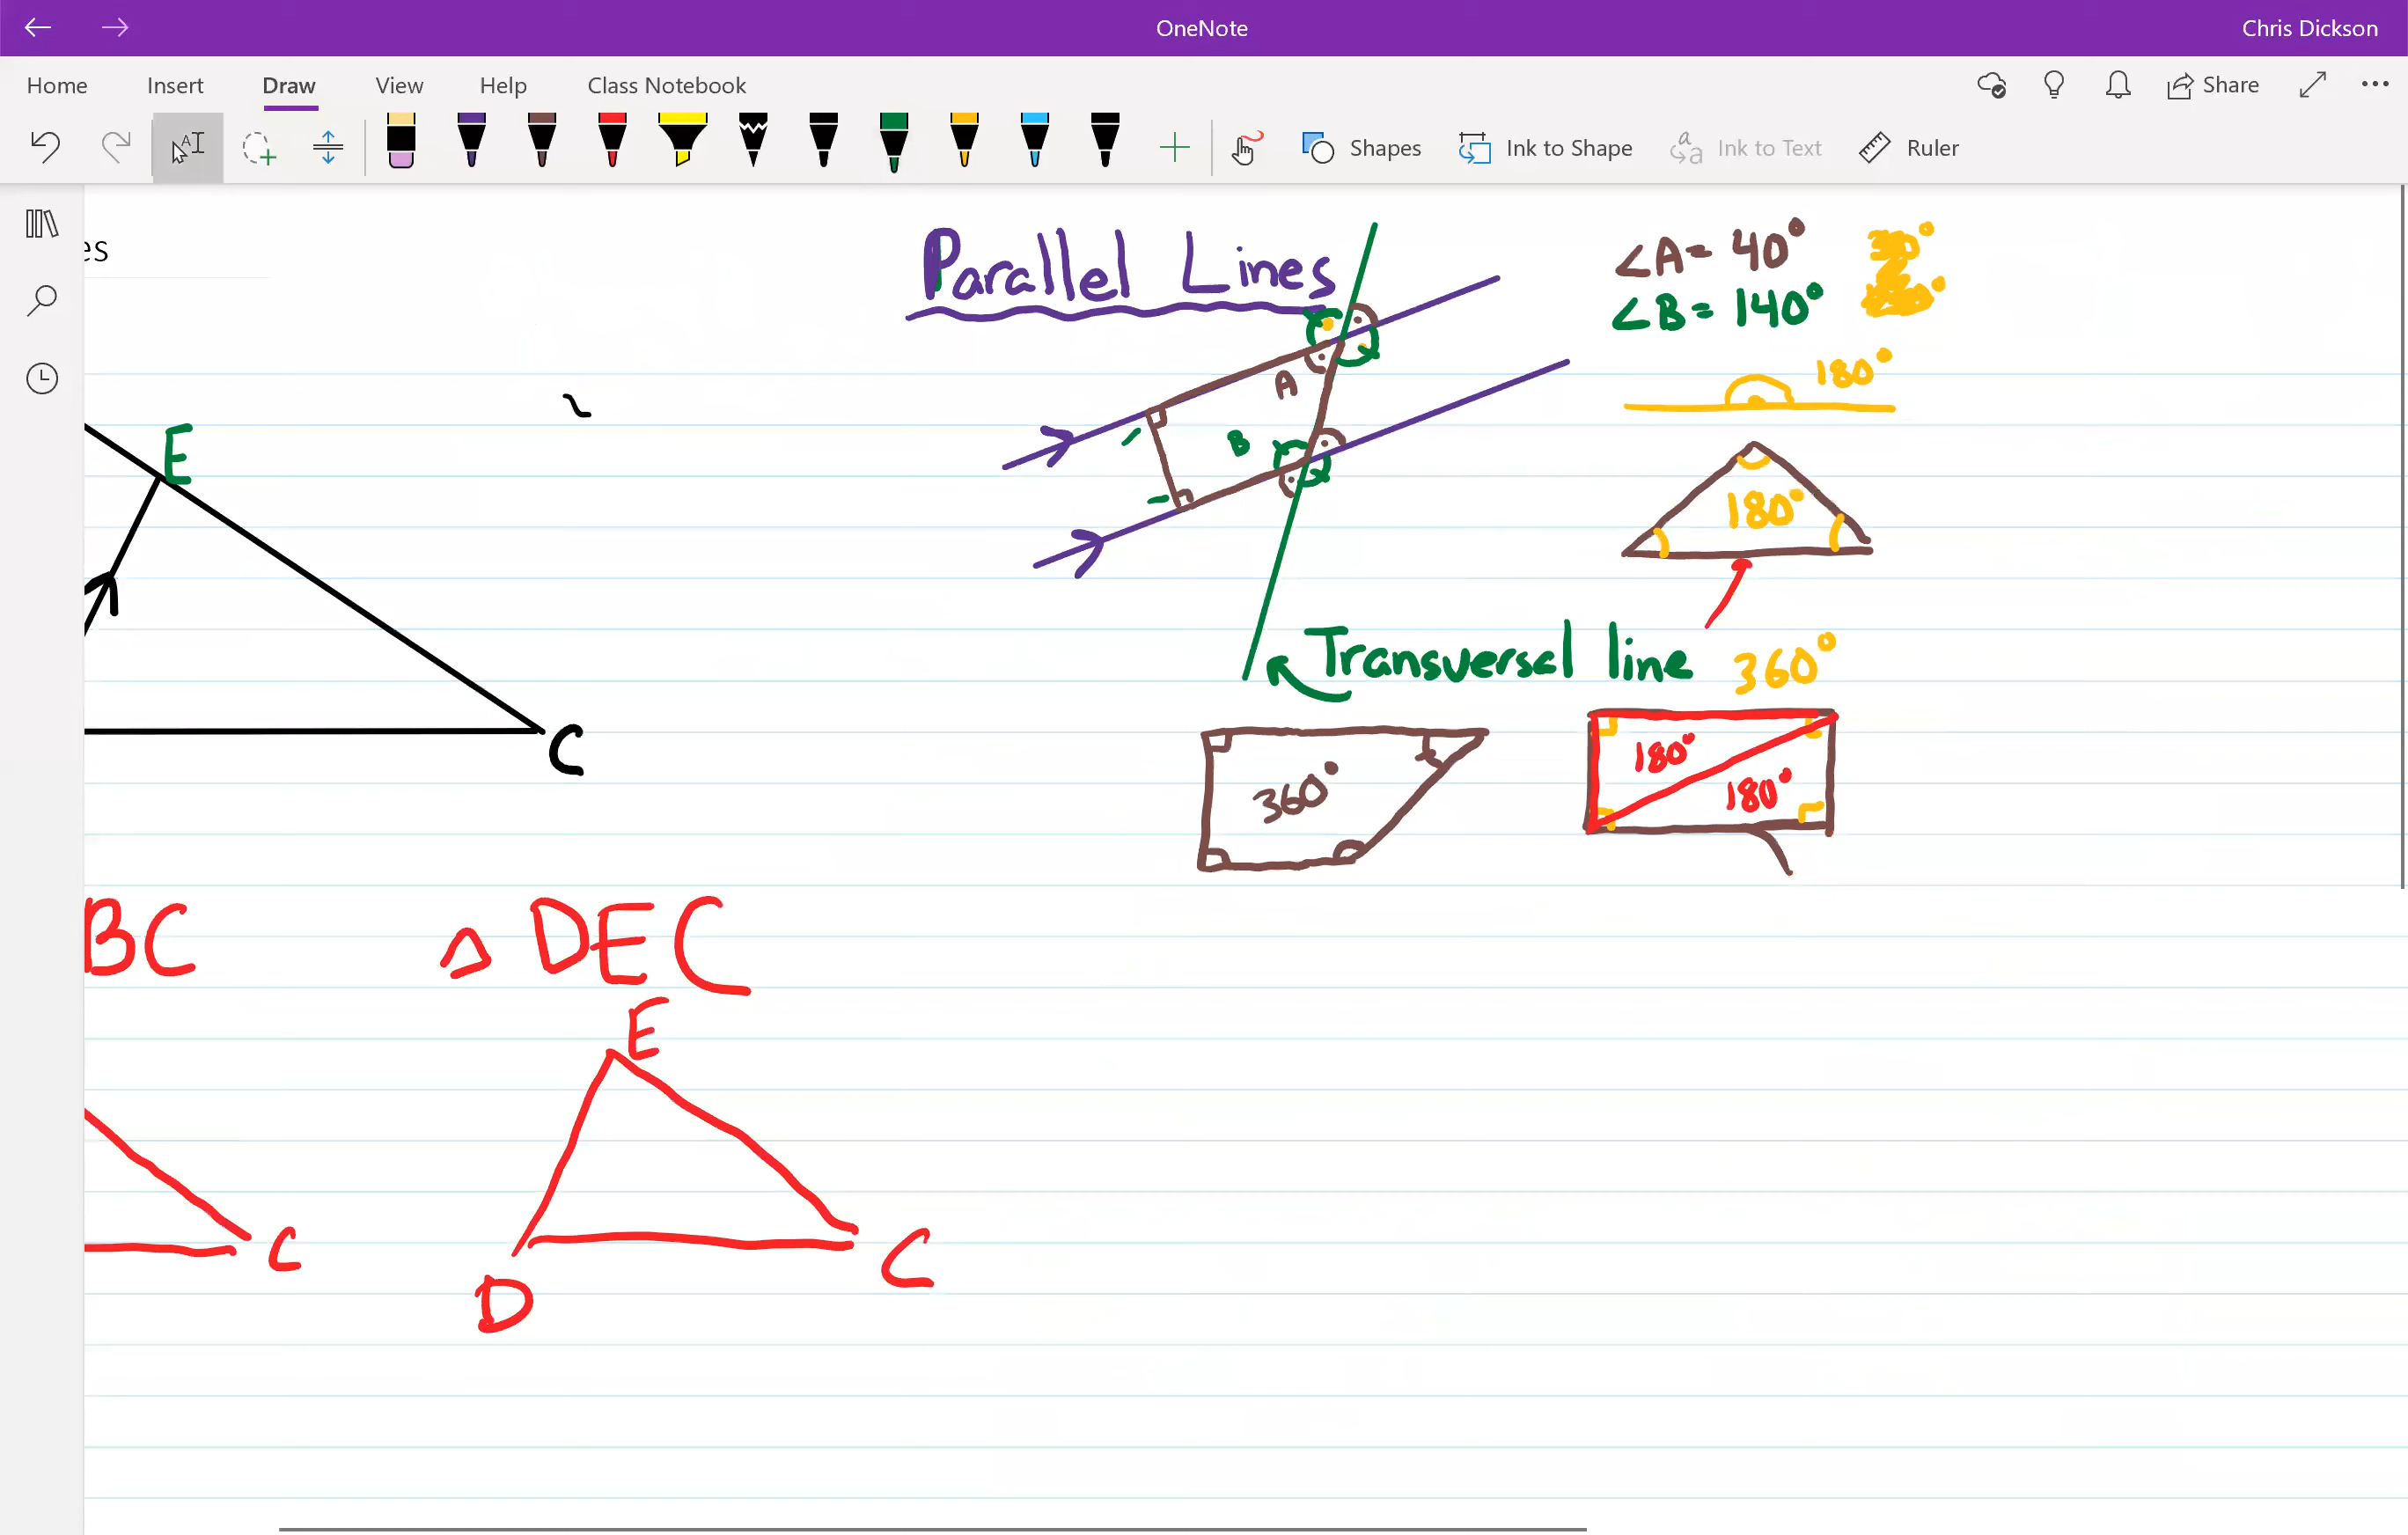 OneNote
Chris Dickson
Home Insert Draw View Help Class Notebook
Share
Shapes Ink to Shape Ink to Text Ruler
es
Parallel Lines
∠A= 40°
∠B= 140°
180°
A
B
E
180°
Transversal line
360°
C
180°
180°
360°
BC
△ DEC
E
C
D
C